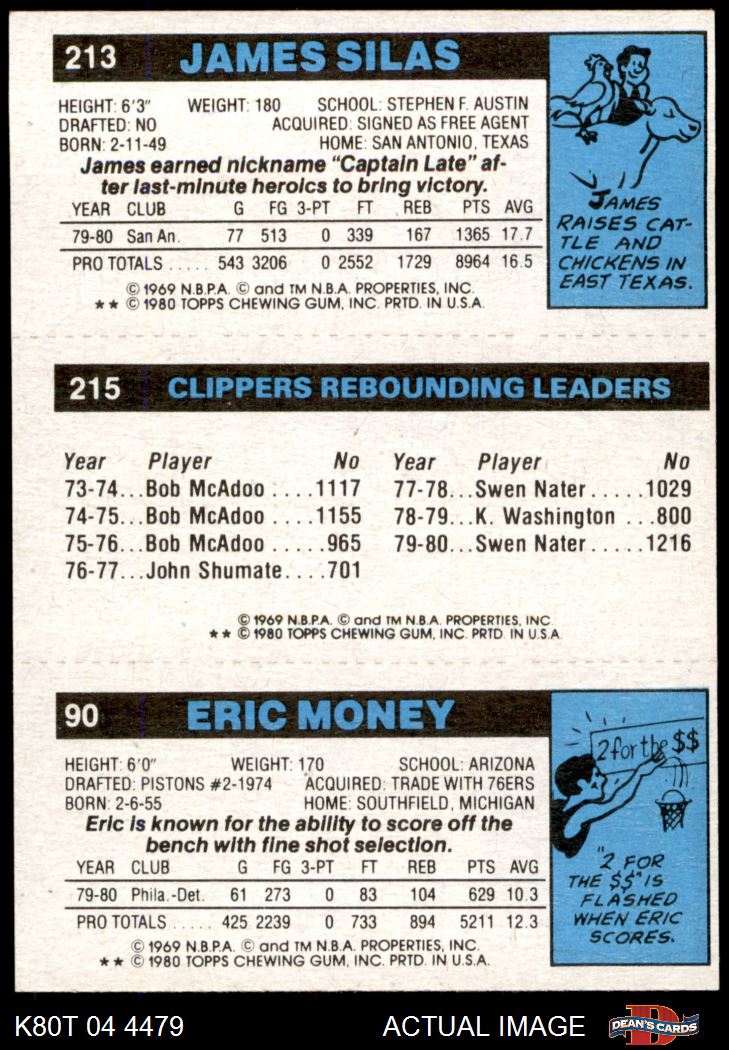 213 JAMES SILAS
HEIGHT: 6'3" WEIGHT: 180 SCHOOL: STEPHEN F. AUSTIN
DRAFTED: NO ACQUIRED: SIGNED AS FREE AGENT
BORN: 2-11-49 HOME: SAN ANTONIO, TEXAS
James earned nickname "Captain Late" af-
ter last-minute heroics to bring victory.
YEAR CLUB G FG 3-PT FT REB PTS AVG
79-80 San An. 77 513 0 339 167 1365 17.7
PRO TOTALS ..... 543 3206 0 2552 1729 8964 16.5
© 1969 N.B.P.A. © and TM N.B.A. PROPERTIES, INC.
** © 1980 TOPPS CHEWING GUM, INC. PRTD. IN U.S.A.
JAMES
RAISES CAT-
TLE AND
CHICKENS IN
EAST TEXAS.
215 CLIPPERS REBOUNDING LEADERS
Year Player No Year Player No
73-74...Bob McAdoo ....1117 77-78...Swen Nater.....1029
74-75...Bob McAdoo ....1155 78-79...K. Washington ...800
75-76...Bob McAdoo .....965 79-80...Swen Nater.....1216
76-77...John Shumate....701
© 1969 N.B.P.A. © and TM N.B.A. PROPERTIES, INC
** © 1980 TOPPS CHEWING GUM, INC. PRTD. IN U.S.A.
90 ERIC MONEY
HEIGHT: 6'0" WEIGHT: 170 SCHOOL: ARIZONA
DRAFTED: PISTONS #2-1974 ACQUIRED: TRADE WITH 76ERS
BORN: 2-6-55 HOME: SOUTHFIELD, MICHIGAN
Eric is known for the ability to score off the
bench with fine shot selection.
YEAR CLUB G FG 3-PT FT REB PTS AVG
79-80 Phila.-Det. 61 273 0 83 104 629 10.3
PRO TOTALS ..... 425 2239 0 733 894 5211 12.3
© 1969 N.B.P.A. © and TM N.B.A. PROPERTIES, INC.
** © 1980 TOPPS CHEWING GUM, INC. PRTD. IN U.S.A.
2 for the $$
"2 FOR
THE $$" IS
FLASHED
WHEN ERIC
SCORES.
K80T 04 4479 ACTUAL IMAGE D DEAN'S CARDS